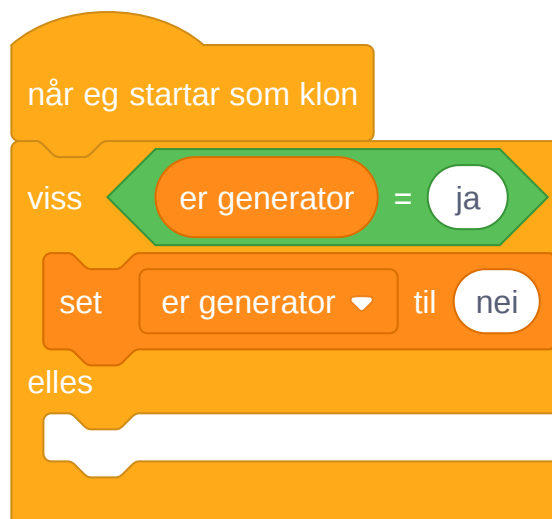 når eg startar som klon
viss er generator = ja
set er generator til nei
elles